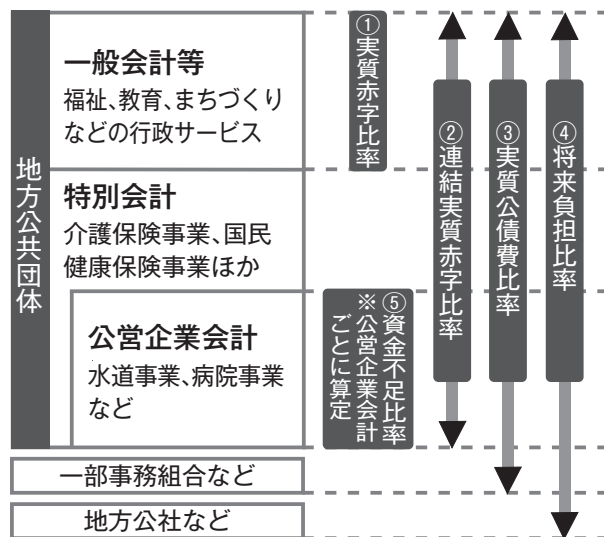 地方公共団体
一般会計等
福祉、教育、まちづくり
などの行政サービス
特別会計
介護保険事業、国民
健康保険事業ほか
公営企業会計
水道事業、病院事業
など
一部事務組合など
地方公社など
①実質赤字比率
②連結実質赤字比率
③実質公債費比率
④将来負担比率
⑤資金不足比率
※公営企業会計
ごとに算定